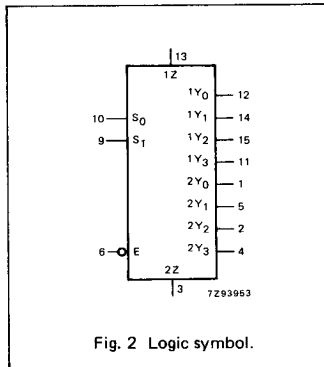 13
1Z
1Y0 12
10 S0 1Y1 14
9 S1 1Y2 15
1Y3 11
2Y0 1
2Y1 5
2Y2 2
6 E 2Y3 4
2Z
3
7Z93953
Fig. 2 Logic symbol.